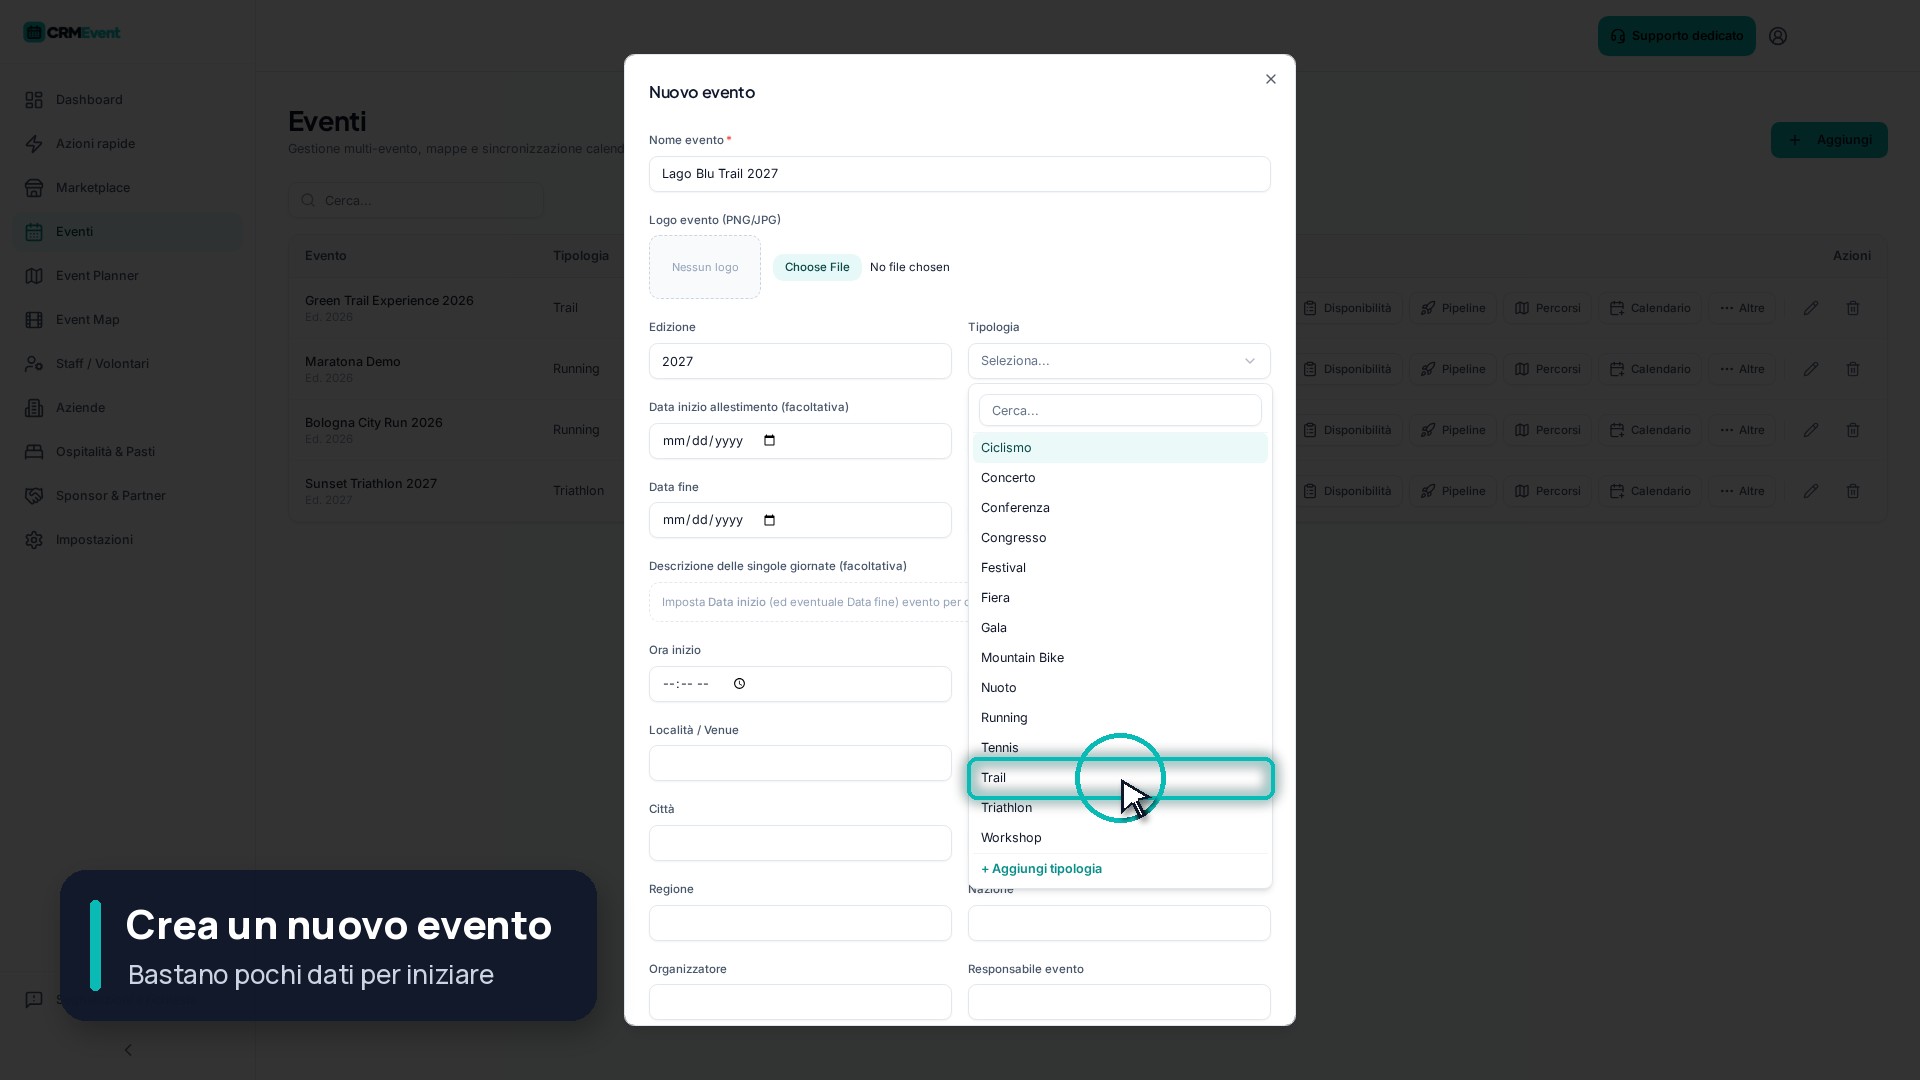 CRMEvent
Supporto dedicato
Dashboard
Azioni rapide
Marketplace
Eventi
Event Planner
Event Map
Staff / Volontari
Aziende
Ospitalità & Pasti
Sponsor & Partner
Impostazioni
Eventi
Gestione multi-evento, mappe e sincronizzazione calend
Aggiungi
Cerca...
Evento
Tipologia
Azioni
Green Trail Experience 2026
Ed. 2026
Trail
Disponibilità
Pipeline
Percorsi
Calendario
Altre
Maratona Demo
Ed. 2026
Running
Disponibilità
Pipeline
Percorsi
Calendario
Altre
Bologna City Run 2026
Ed. 2026
Running
Disponibilità
Pipeline
Percorsi
Calendario
Altre
Sunset Triathlon 2027
Ed. 2027
Triathlon
Disponibilità
Pipeline
Percorsi
Calendario
Altre
Nuovo evento
Nome evento *
Lago Blu Trail 2027
Logo evento (PNG/JPG)
Nessun logo
Choose File No file chosen
Edizione
2027
Tipologia
Seleziona...
Cerca...
Ciclismo
Concerto
Conferenza
Congresso
Festival
Fiera
Gala
Mountain Bike
Nuoto
Running
Tennis
Trail
Triathlon
Workshop
+ Aggiungi tipologia
Data inizio allestimento (facoltativa)
mm/dd/yyyy
Data fine
mm/dd/yyyy
Descrizione delle singole giornate (facoltativa)
Imposta Data inizio (ed eventuale Data fine) evento per
Ora inizio
--:-- --
Località / Venue
Città
Regione
Nazione
Organizzatore
Responsabile evento
Crea un nuovo evento
Bastano pochi dati per iniziare